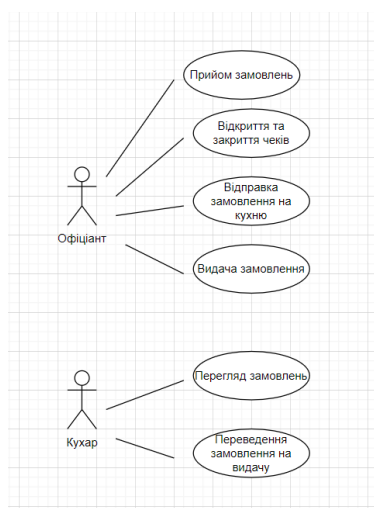 Прийом замовлень
Відкриття та
закриття чеків
Відправка
замовлення на
кухню
Офіціант
Видача замовлення
Перегляд замовлень
Кухар
Переведення
замовлення на
видачу